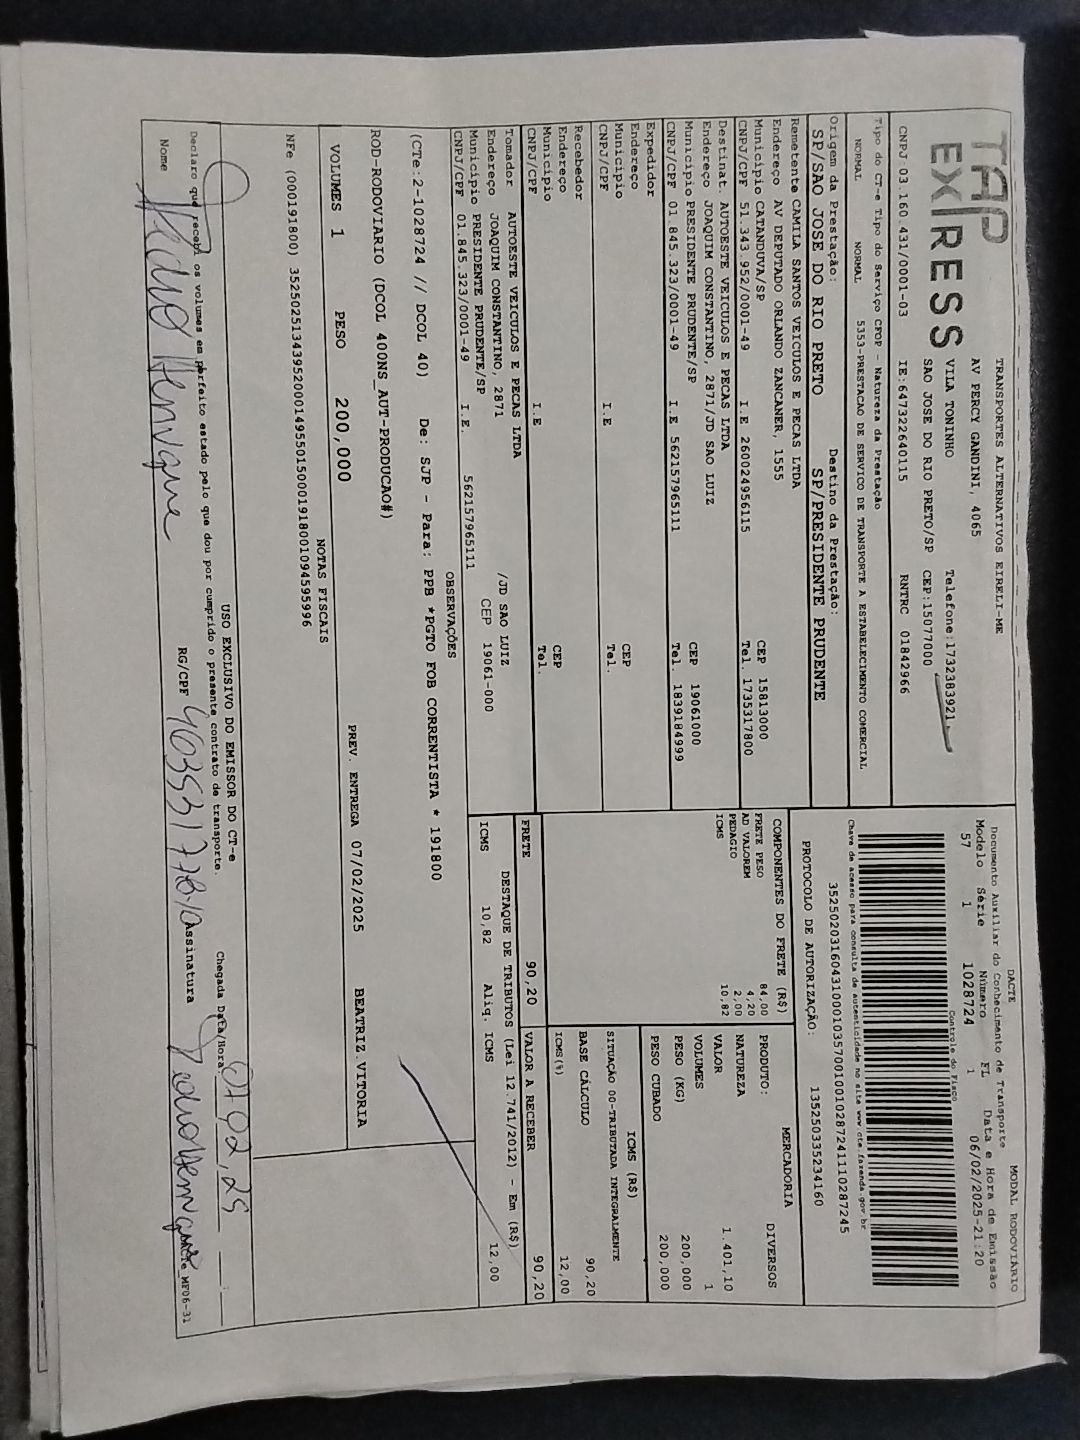 TAP EXPRESS
TRANSPORTES ALTERNATIVOS EIRELI-ME
AV PERCY GANDINI, 4065
VILA TONINHO Telefone:1732383921
SAO JOSE DO RIO PRETO/SP CEP:15077000
CNPJ:03.160.431/0001-03 IE:647322640115 RNTRC 01842966
DACTE MODAL RODOVIÁRIO
Documento Auxiliar do Conhecimento de Transporte
Modelo Série Número FL Data e Hora de Emissão
57 1 1028724 1 06/02/2025-21:20
Controle do Fisco
Chave de acesso para consulta de autenticidade no site www.cte.fazenda.gov.br
35250203160431000103570010010287241110287245
PROTOCOLO DE AUTORIZAÇÃO: 135250335234160
Tipo do CT-e Tipo do Serviço CFOP - Natureza da Prestação
NORMAL NORMAL 5353-PRESTACAO DE SERVICO DE TRANSPORTE A ESTABELECIMENTO COMERCIAL
Origem da Prestação: Destino da Prestação:
SP/SAO JOSE DO RIO PRETO SP/PRESIDENTE PRUDENTE
Remetente CAMILA SANTOS VEICULOS E PECAS LTDA
Endereço AV DEPUTADO ORLANDO ZANCANER, 1555
Município CATANDUVA/SP CEP 15813000
CNPJ/CPF 51.343.952/0001-49 I.E 260024956115 Tel. 1735317800
Destinat. AUTOESTE VEICULOS E PECAS LTDA
Endereço JOAQUIM CONSTANTINO, 2871/JD SAO LUIZ
Município PRESIDENTE PRUDENTE/SP CEP 19061000
CNPJ/CPF 01.845.323/0001-49 I.E 562157965111 Tel. 1839184999
Expedidor
Endereço
Município CEP
CNPJ/CPF I.E Tel.
Recebedor
Endereço
Município CEP
CNPJ/CPF I.E Tel.
Tomador AUTOESTE VEICULOS E PECAS LTDA
Endereço JOAQUIM CONSTANTINO, 2871 /JD SAO LUIZ
Município PRESIDENTE PRUDENTE/SP CEP 19061-000
CNPJ/CPF 01.845.323/0001-49 I.E. 562157965111
COMPONENTES DO FRETE (R$)
FRETE PESO 84,00
AD VALOREM 4,20
PEDAGIO 2,00
ICMS 10,82
MERCADORIA
PRODUTO: DIVERSOS
NATUREZA
VALOR 1.401,10
VOLUMES 1
PESO (KG) 200,000
PESO CUBADO 200,000
ICMS (R$)
SITUAÇÃO 00-TRIBUTADA INTEGRALMENTE
BASE CÁLCULO 90,20
ICMS(%) 12,00
FRETE 90,20 VALOR A RECEBER 90,20
DESTAQUE DE TRIBUTOS (Lei 12.741/2012) - Em (R$)
ICMS 10,82 Aliq. ICMS 12,00
OBSERVAÇÕES
(CTe:2-1028724 // DCOL 40) De: SJP - Para: PPB *PGTO FOB CORRENTISTA * 191800
ROD-RODOVIARIO (DCOL 400NS_AUT-PRODUCAO#)
VOLUMES 1 PESO 200,000 PREV. ENTREGA 07/02/2025 BEATRIZ.VITORIA
NOTAS FISCAIS
NFe (000191800) 35250251343952000149550150001918001094595996
USO EXCLUSIVO DO EMISSOR DO CT-e
Declaro que recebi os volumes em perfeito estado pelo que dou por cumprido o presente contrato de transporte. Chegada Data/Hora: 07,02,25
Nome Pedro Henrique RG/CPF Assinatura Pedro Henrique
MF06-31